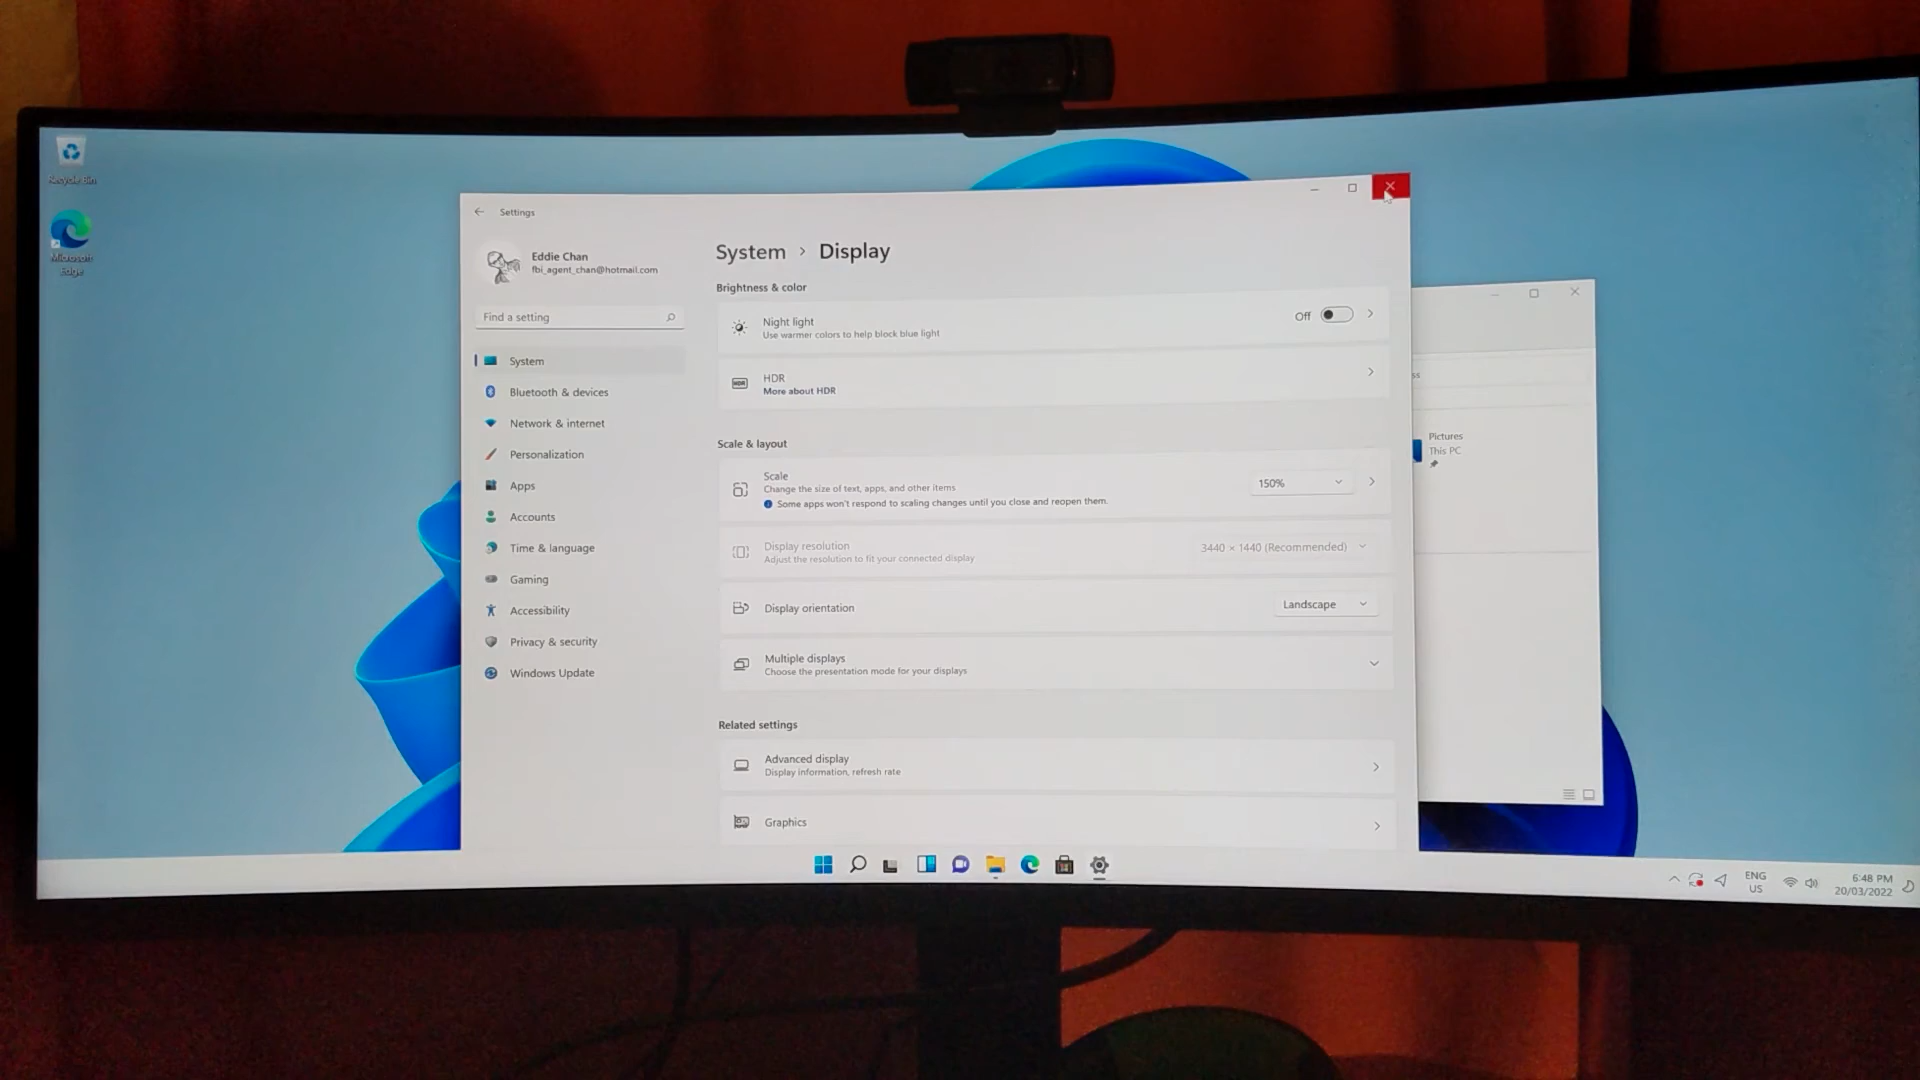 Recycle Bin
Microsoft
Edge
Settings
Eddie Chan
fbi_agent_chan@hotmail.com
Find a setting
System
Bluetooth & devices
Network & internet
Personalization
Apps
Accounts
Time & language
Gaming
Accessibility
Privacy & security
Windows Update
System > Display
Brightness & color
Night light
Use warmer colors to help block blue light
Off
HDR
More about HDR
Scale & layout
Scale
Change the size of text, apps, and other items
Some apps won't respond to scaling changes until you close and reopen them.
150%
Display resolution
Adjust the resolution to fit your connected display
3440 × 1440 (Recommended)
Display orientation
Landscape
Multiple displays
Choose the presentation mode for your displays
Related settings
Advanced display
Display information, refresh rate
Graphics
ss
Pictures
This PC
ENG
US
6:48 PM
20/03/2022